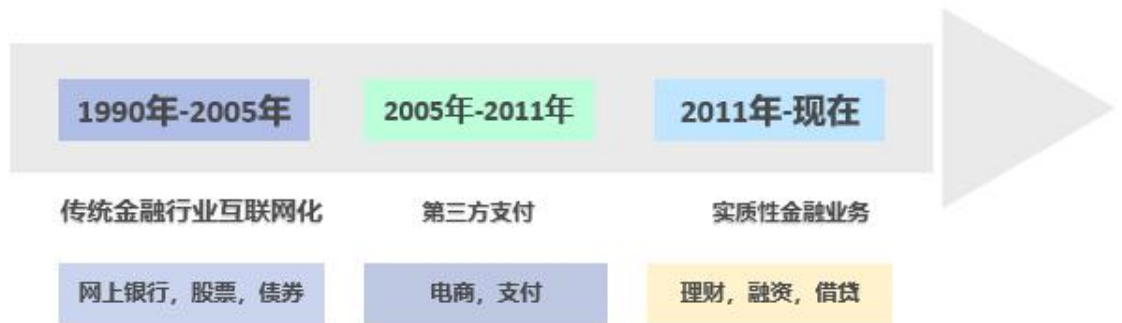 1990年-2005年
2005年-2011年
2011年-现在
传统金融行业互联网化
第三方支付
实质性金融业务
网上银行，股票，债券
电商，支付
理财，融资，借贷